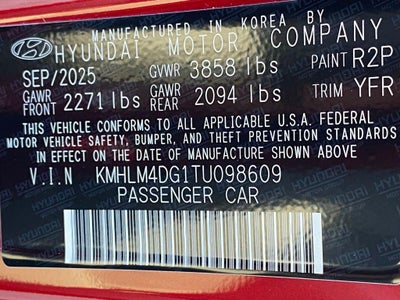 MANUFACTURED IN KOREA BY
HYUNDAI MOTOR COMPANY
SEP/2025 GVWR 3858 lbs PAINT R2P
GAWR FRONT 2271 lbs GAWR REAR 2094 lbs TRIM YFR
THIS VEHICLE CONFORMS TO ALL APPLICABLE U.S.A. FEDERAL
MOTOR VEHICLE SAFETY, BUMPER, AND THEFT PREVENTION STANDARDS
IN EFFECT ON THE DATE OF MANUFACTURE SHOWN ABOVE
V.I.N KMHLM4DG1TU098609
PASSENGER CAR